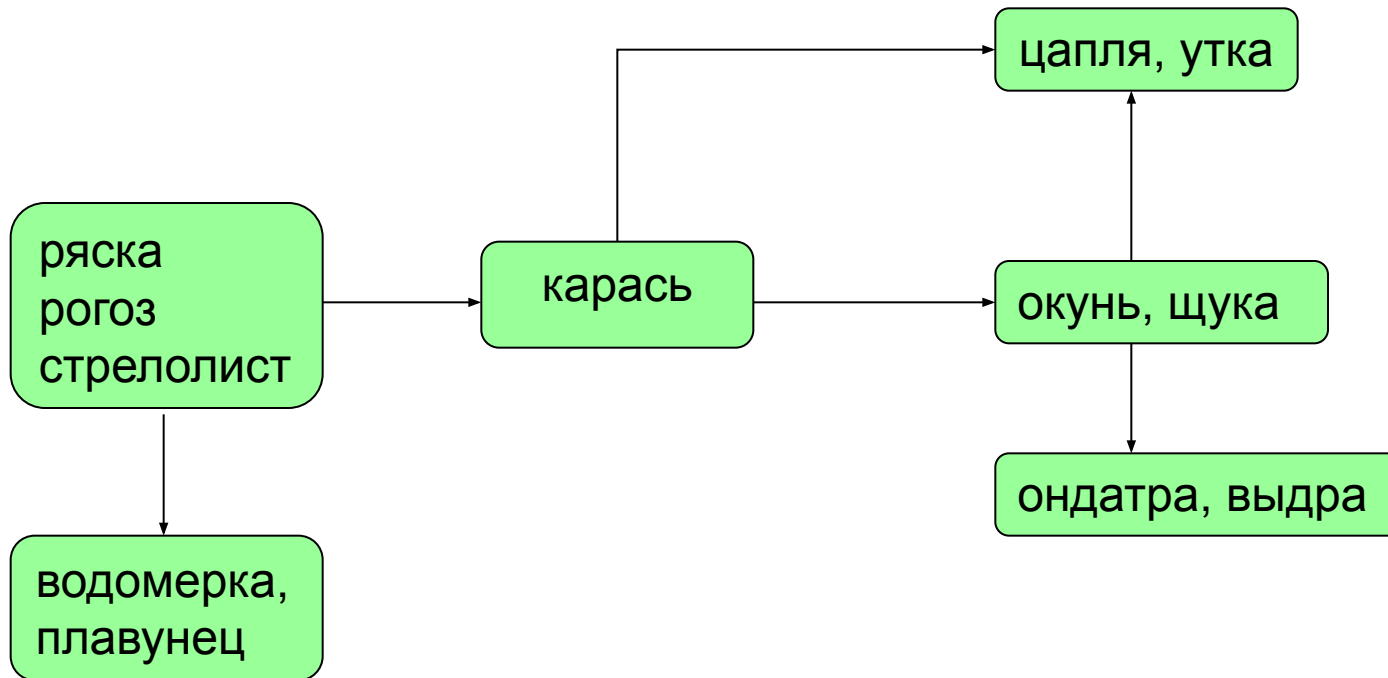 цапля, утка
ряска
рогоз
стрелолист
карась
окунь, щука
ондатра, выдра
водомерка,
плавунец